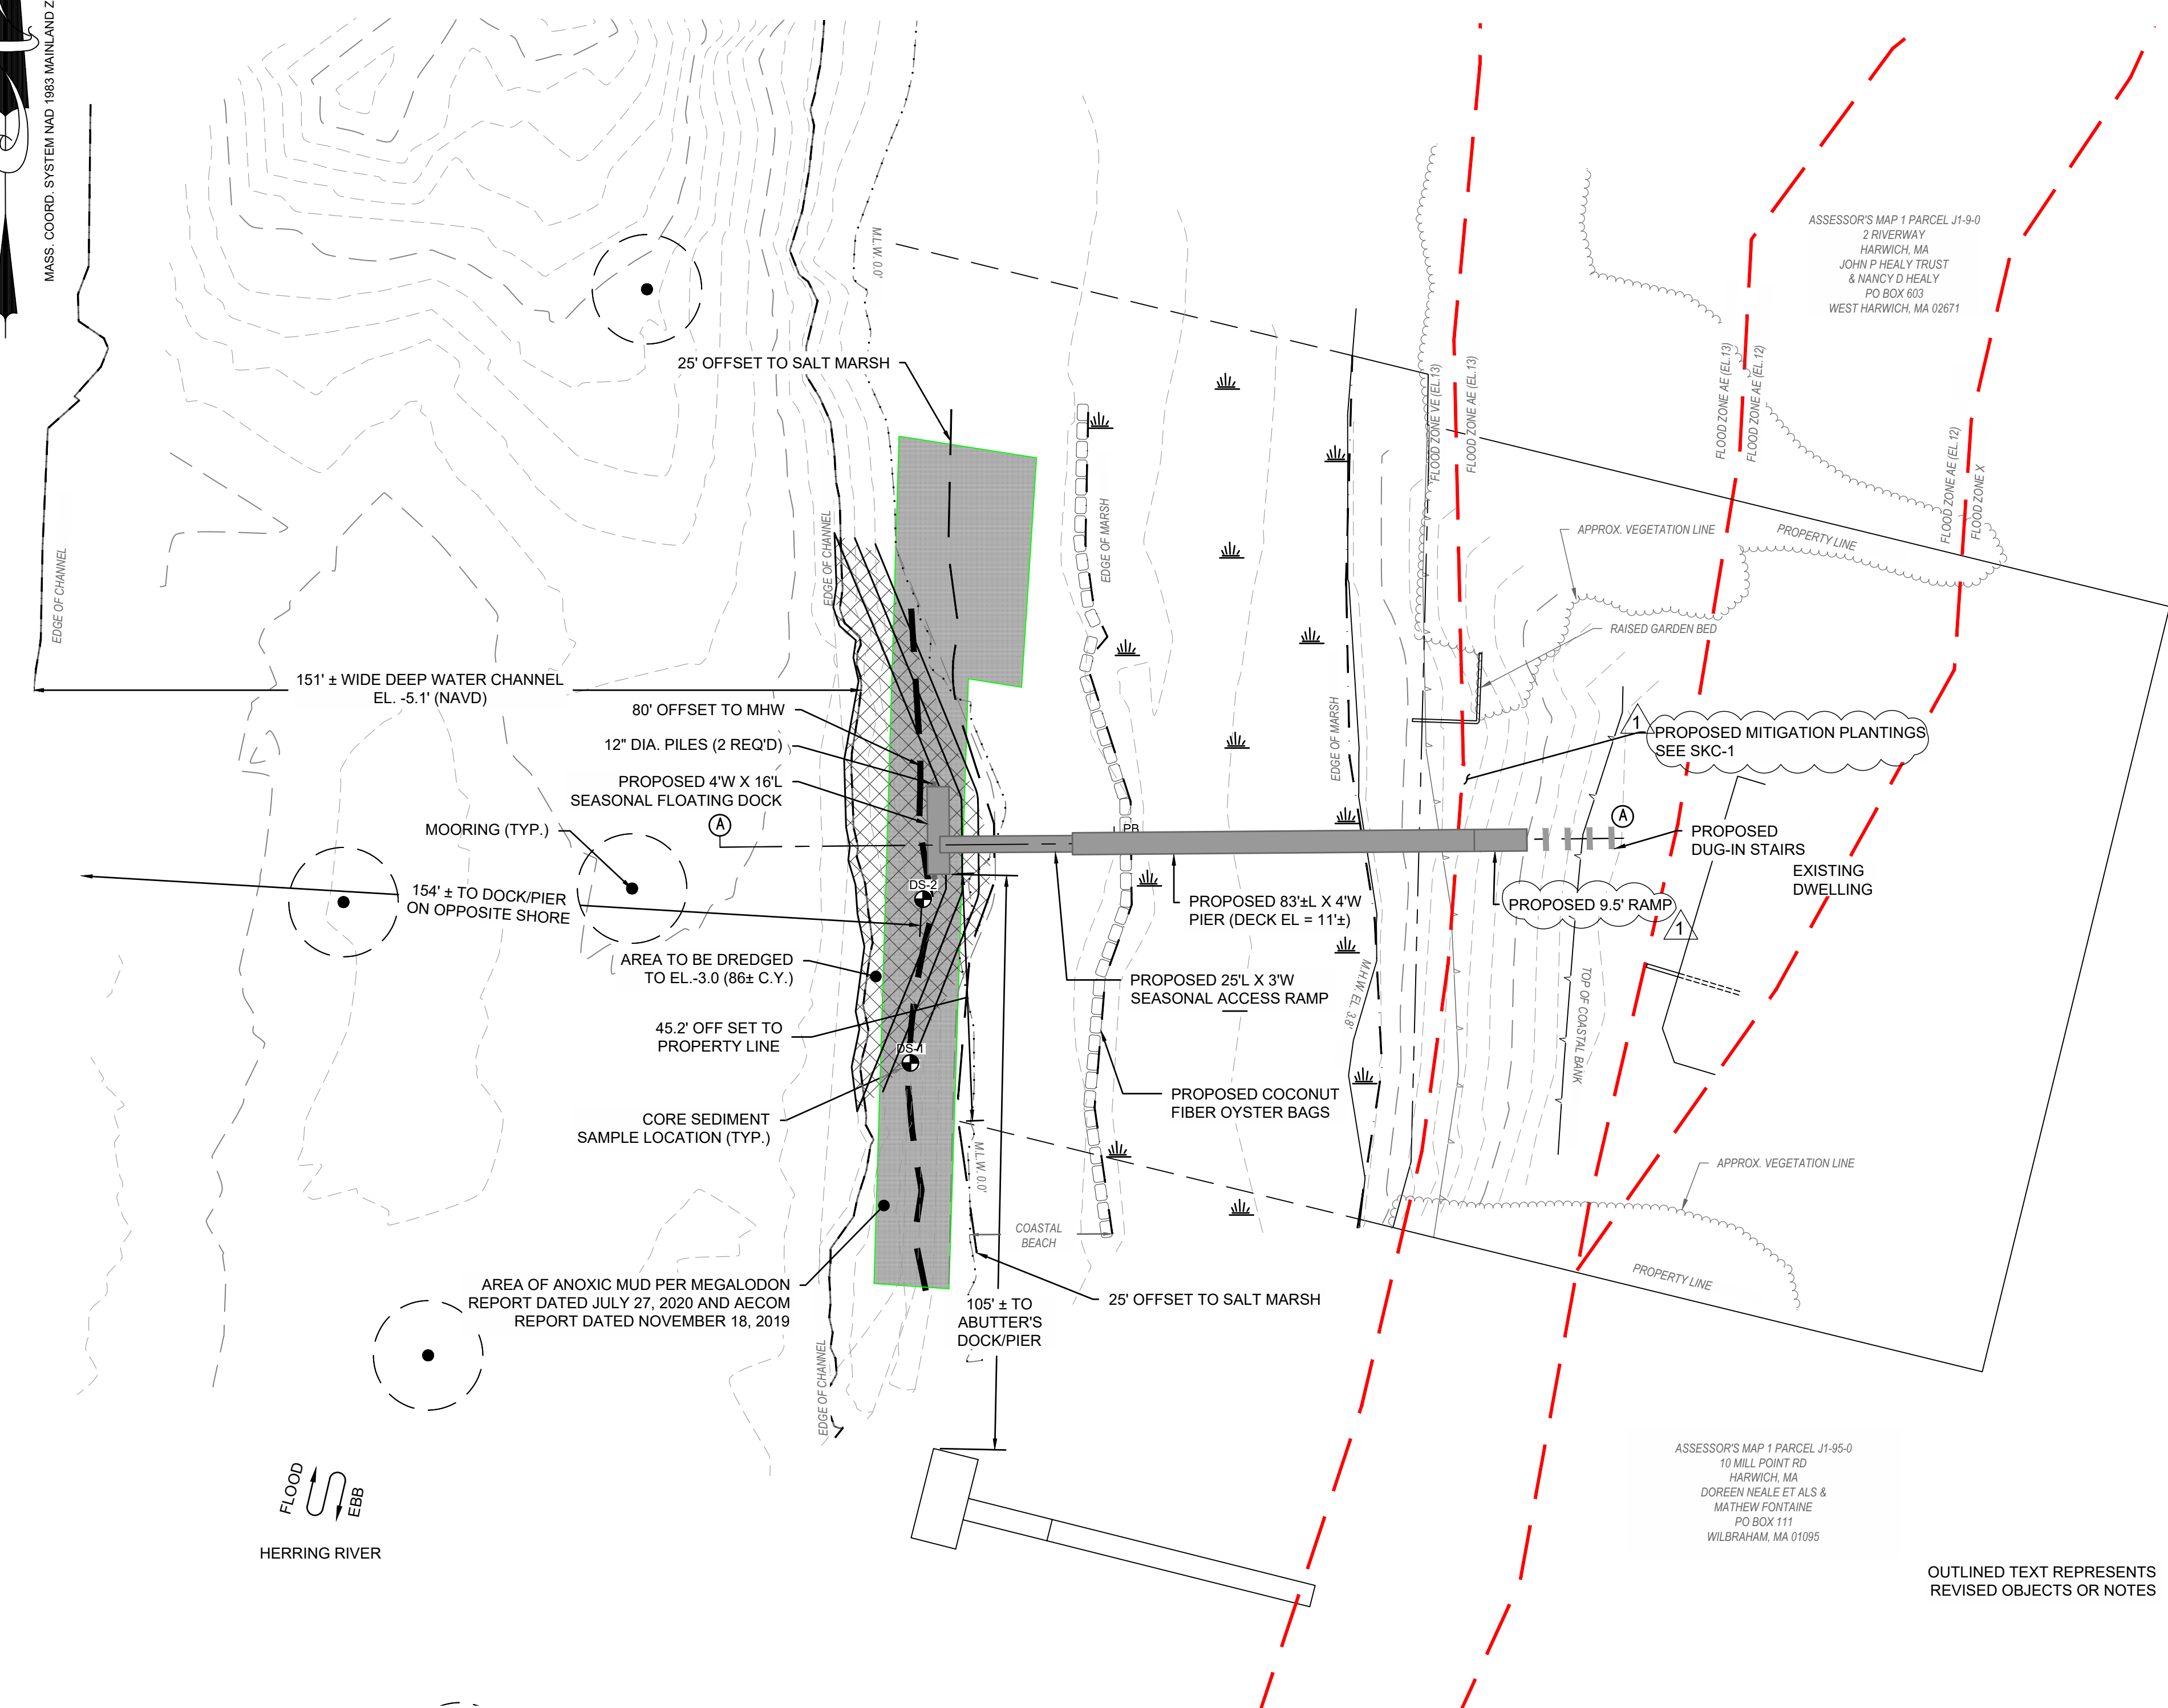 MASS. COORD. SYSTEM NAD 1983 MAINLAND Z
ASSESSOR'S MAP 1 PARCEL J1-9-0
2 RIVERWAY
HARWICH, MA
JOHN P HEALY TRUST
& NANCY D HEALY
PO BOX 603
WEST HARWICH, MA 02671
M.L.W. 0.0'
25' OFFSET TO SALT MARSH
FLOOD ZONE VE (EL.13)
FLOOD ZONE AE (EL.13)
FLOOD ZONE AE (EL.13)
FLOOD ZONE AE (EL.12)
FLOOD ZONE AE (EL.12)
FLOOD ZONE X
EDGE OF CHANNEL
EDGE OF CHANNEL
EDGE OF MARSH
APPROX. VEGETATION LINE
PROPERTY LINE
RAISED GARDEN BED
151' ± WIDE DEEP WATER CHANNEL
EL. -5.1' (NAVD)
80' OFFSET TO MHW
12" DIA. PILES (2 REQ'D)
PROPOSED 4'W X 16'L
SEASONAL FLOATING DOCK
MOORING (TYP.)
A
EDGE OF MARSH
1
PROPOSED MITIGATION PLANTINGS
SEE SKC-1
A
PB
PROPOSED
DUG-IN STAIRS
EXISTING
DWELLING
154' ± TO DOCK/PIER
ON OPPOSITE SHORE
DS-2
PROPOSED 83'±L X 4'W
PIER (DECK EL = 11'±)
PROPOSED 9.5' RAMP
1
AREA TO BE DREDGED
TO EL.-3.0 (86± C.Y.)
PROPOSED 25'L X 3'W
SEASONAL ACCESS RAMP
M.H.W. EL. 3.8'
TOP OF COASTAL BANK
45.2' OFF SET TO
PROPERTY LINE
DS-1
PROPOSED COCONUT
FIBER OYSTER BAGS
CORE SEDIMENT
SAMPLE LOCATION (TYP.)
M.L.W. 0.0'
APPROX. VEGETATION LINE
COASTAL
BEACH
PROPERTY LINE
AREA OF ANOXIC MUD PER MEGALODON
REPORT DATED JULY 27, 2020 AND AECOM
REPORT DATED NOVEMBER 18, 2019
25' OFFSET TO SALT MARSH
105' ± TO
ABUTTER'S
DOCK/PIER
EDGE OF CHANNEL
FLOOD
EBB
HERRING RIVER
ASSESSOR'S MAP 1 PARCEL J1-95-0
10 MILL POINT RD
HARWICH, MA
DOREEN NEALE ET ALS &
MATHEW FONTAINE
PO BOX 111
WILBRAHAM, MA 01095
OUTLINED TEXT REPRESENTS
REVISED OBJECTS OR NOTES